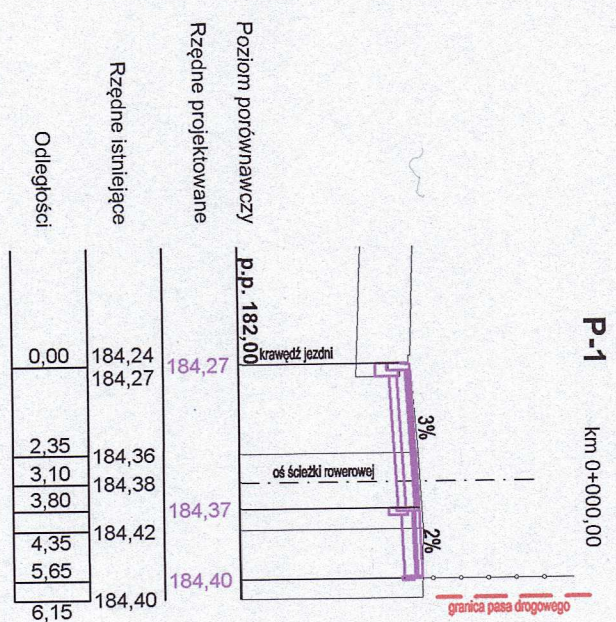 P-1
km 0+000,00
Poziom porównawczy
p.p. 182,00
krawędź jezdni
3%
oś ścieżki rowerowej
2%
granica pasa drogowego
Rzędne projektowane
184,27
184,37
184,40
Rzędne istniejące
184,24
184,27
184,36
184,38
184,42
184,40
Odległości
0,00
2,35
3,10
3,80
4,35
5,65
6,15